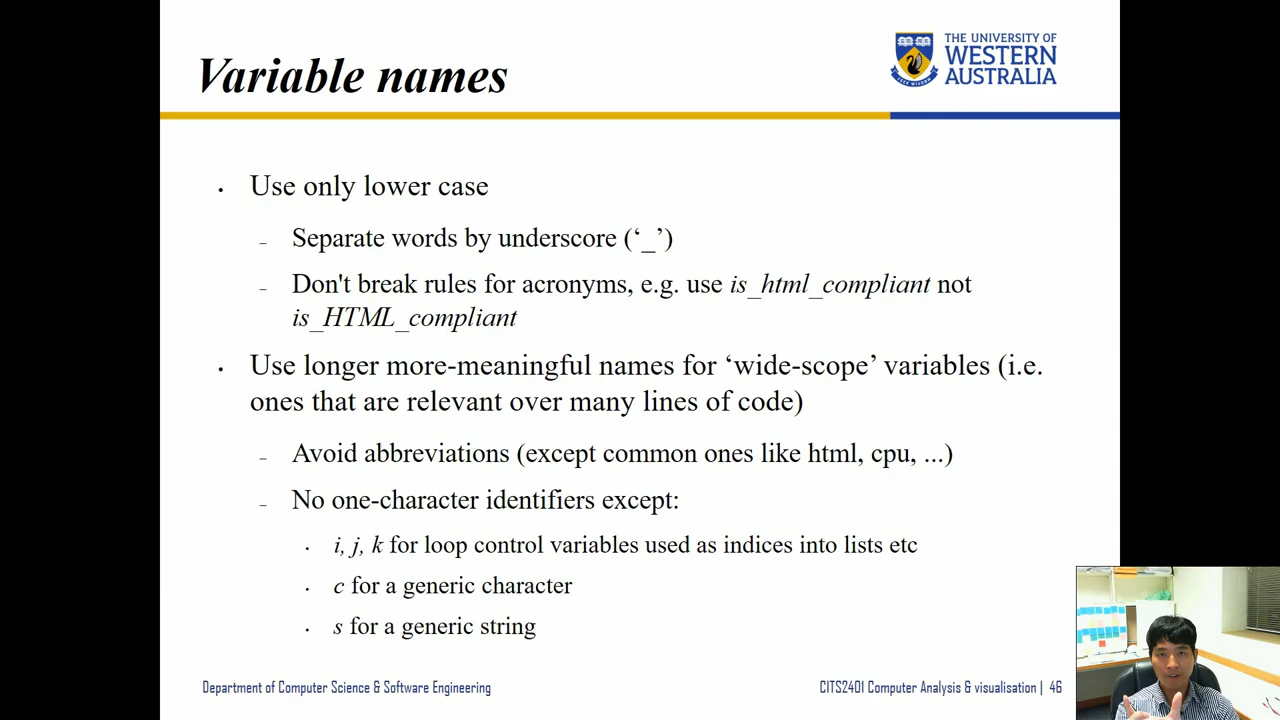 Variable names
THE UNIVERSITY OF
WESTERN
AUSTRALIA
• Use only lower case
– Separate words by underscore (‘_’)
– Don't break rules for acronyms, e.g. use is_html_compliant not
is_HTML_compliant
• Use longer more-meaningful names for ‘wide-scope’ variables (i.e.
ones that are relevant over many lines of code)
– Avoid abbreviations (except common ones like html, cpu, ...)
– No one-character identifiers except:
• i, j, k for loop control variables used as indices into lists etc
• c for a generic character
• s for a generic string
Department of Computer Science & Software Engineering
CITS2401 Computer Analysis & visualisation | 46